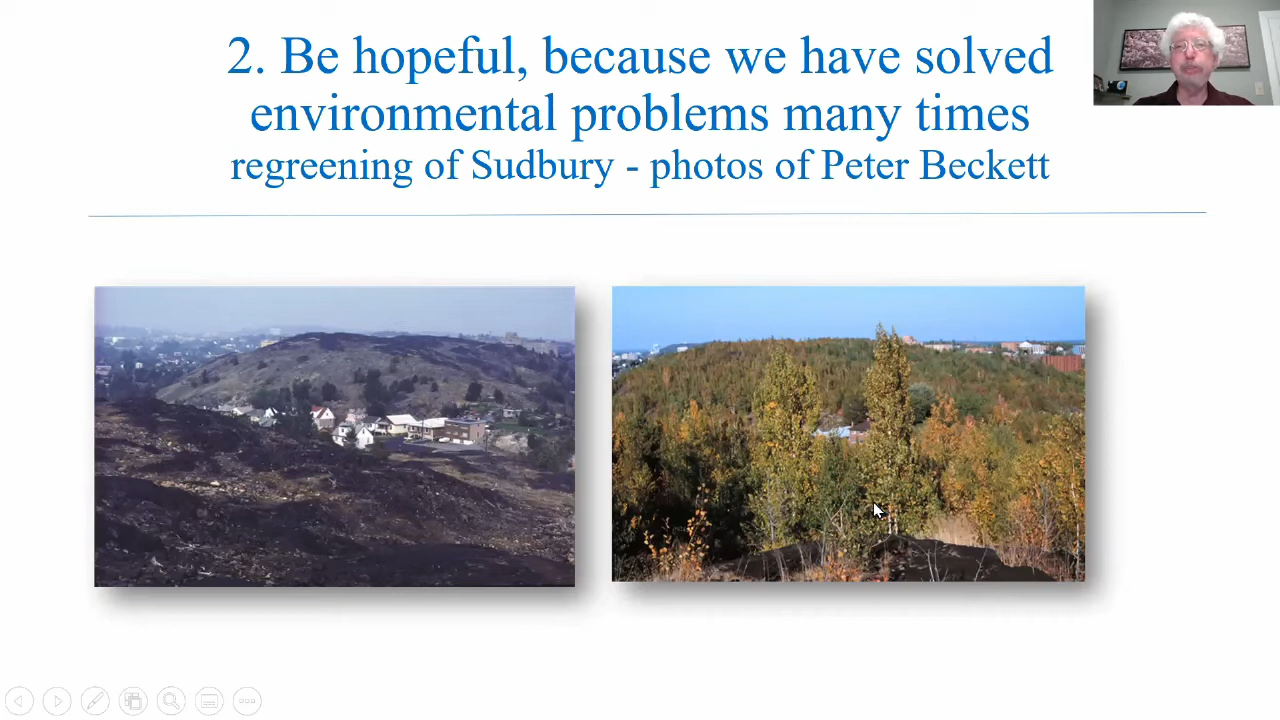 2. Be hopeful, because we have solved
environmental problems many times
regreening of Sudbury - photos of Peter Beckett